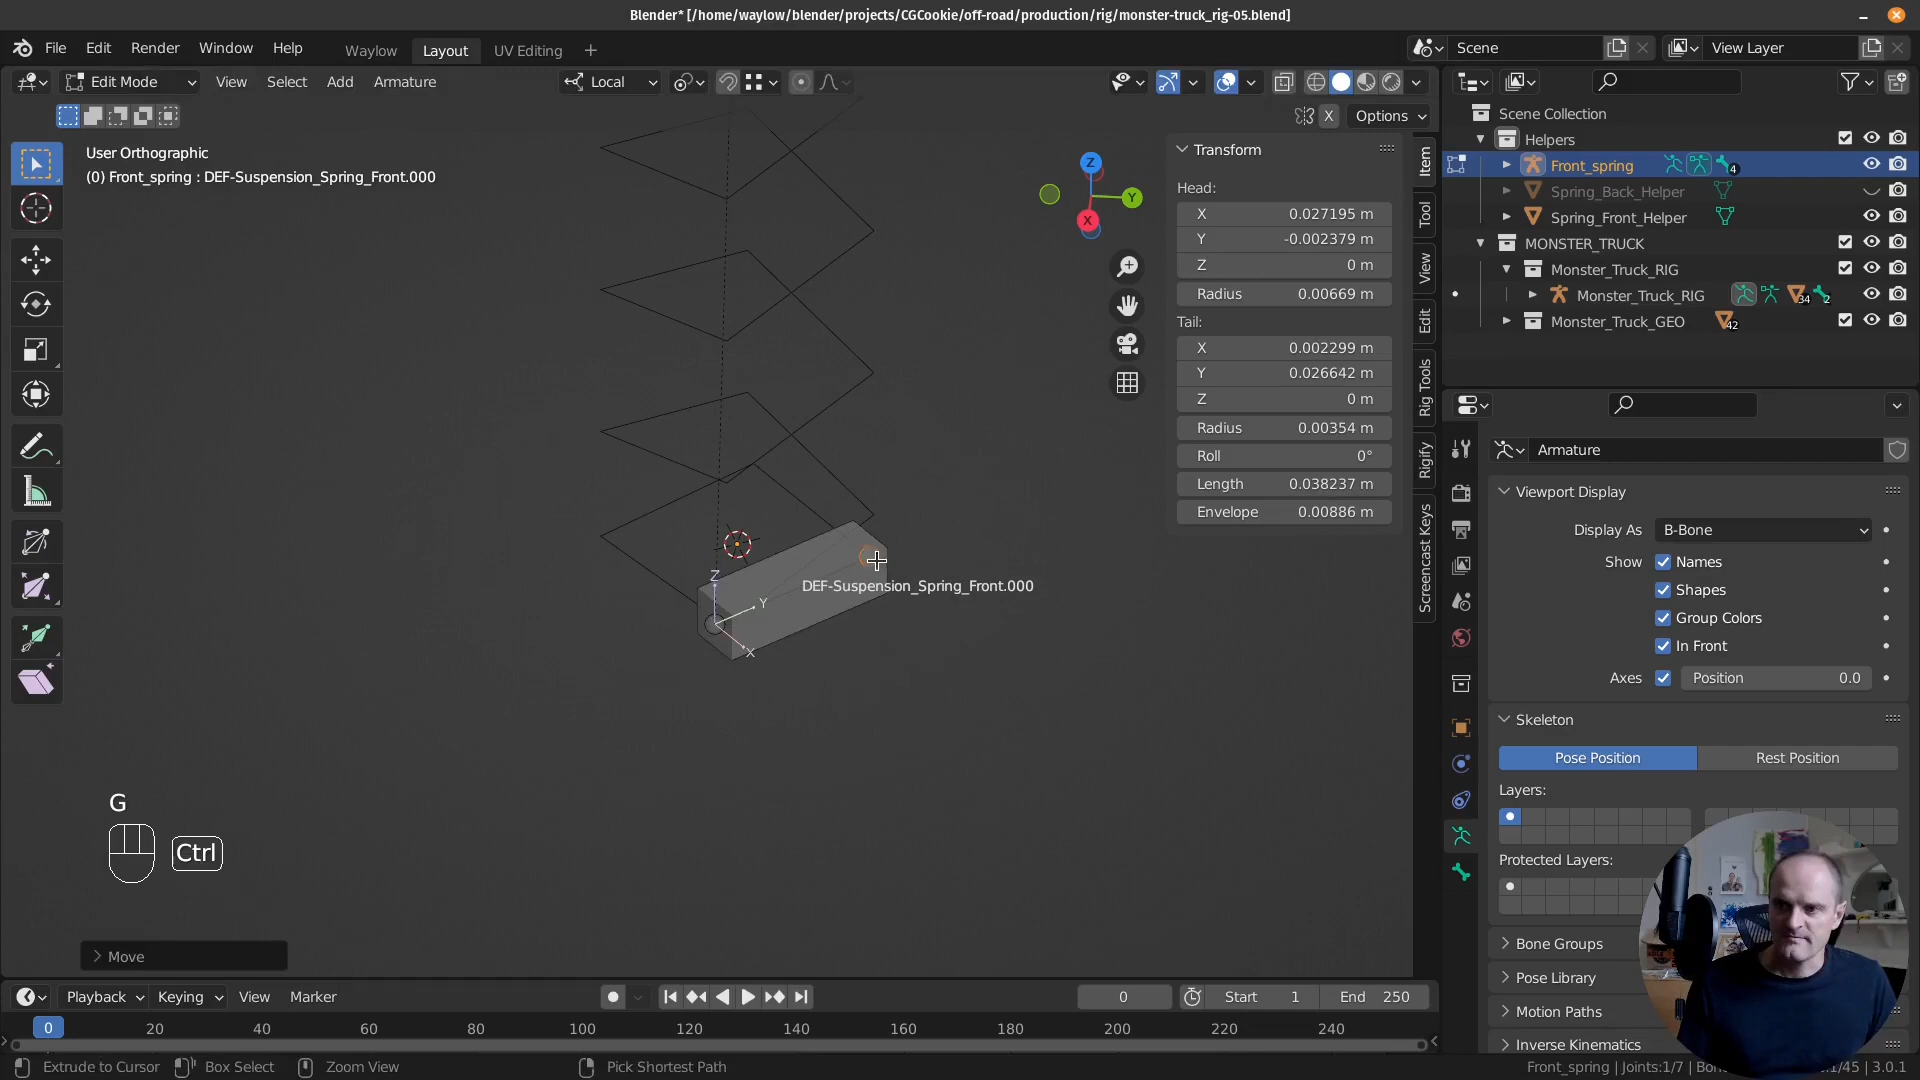 Blender* [/home/waylow/blender/projects/CGCookie/off-road/production/rig/monster-truck_rig-05.blend]
File Edit Render Window Help Waylow Layout UV Editing + Scene View Layer
Edit Mode View Select Add Armature Local
X Options
User Orthographic
(0) Front_spring : DEF-Suspension_Spring_Front.000
Z
Y
X
DEF-Suspension_Spring_Front.000
Z
Y
X
G
Ctrl
Move
Transform
Head:
X 0.027195 m
Y -0.002379 m
Z 0 m
Radius 0.00669 m
Tail:
X 0.002299 m
Y 0.026642 m
Z 0 m
Radius 0.00354 m
Roll 0°
Length 0.038237 m
Envelope 0.00886 m
Item
Tool
View
Edit
Rig Tools
Rigify
Screencast Keys
Scene Collection
Helpers
Front_spring 4
Spring_Back_Helper
Spring_Front_Helper
MONSTER_TRUCK
Monster_Truck_RIG
Monster_Truck_RIG 34 2
Monster_Truck_GEO 42
Armature
Viewport Display
Display As B-Bone
Show Names
Shapes
Group Colors
In Front
Axes Position 0.0
Skeleton
Pose Position Rest Position
Layers:
Protected Layers:
Bone Groups
Pose Library
Motion Paths
Inverse Kinematics
Playback Keying View Marker 0 Start 1 End 250
0 20 40 60 80 100 120 140 160 180 200 220 240
Extrude to Cursor Box Select Zoom View Pick Shortest Path Front_spring | Joints:1/7 | Bon 1/45 | 3.0.1